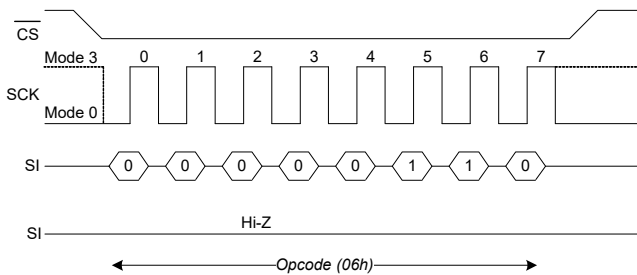 CS
Mode 3 0 1 2 3 4 5 6 7
SCK
Mode 0
SI 0 0 0 0 0 1 1 0
Hi-Z
SI
Opcode (06h)